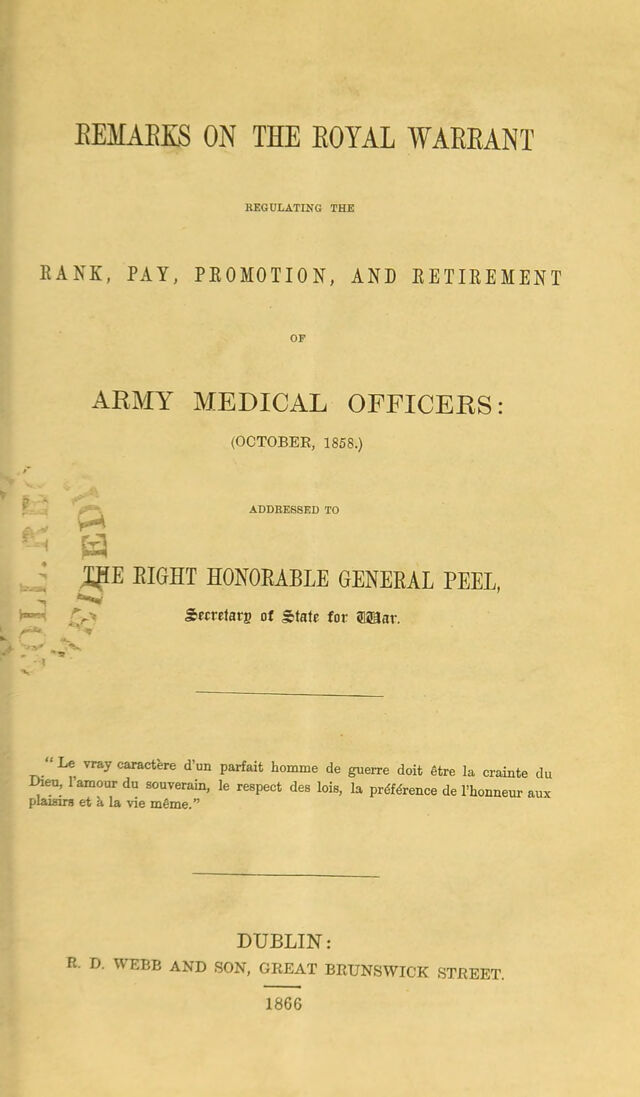 REMARKS ON THE ROYAL WARRANT
REGULATING THE
RANK, PAY, PROMOTION, AND RETIREMENT
OF
ARMY MEDICAL OFFICERS:
(OCTOBER, 1858.)
ADDRESSED TO
THE RIGHT HONORABLE GENERAL PEEL,
Secretary of State for War.
"Le vray caractère d'un parfait homme de guerre doit être la crainte du
Dieu, l'amour du souverain, le respect des lois, la préférence de l'honneur aux
plaisirs et à la vie même."
DUBLIN:
R. D. WEBB AND SON, GREAT BRUNSWICK STREET.
1866